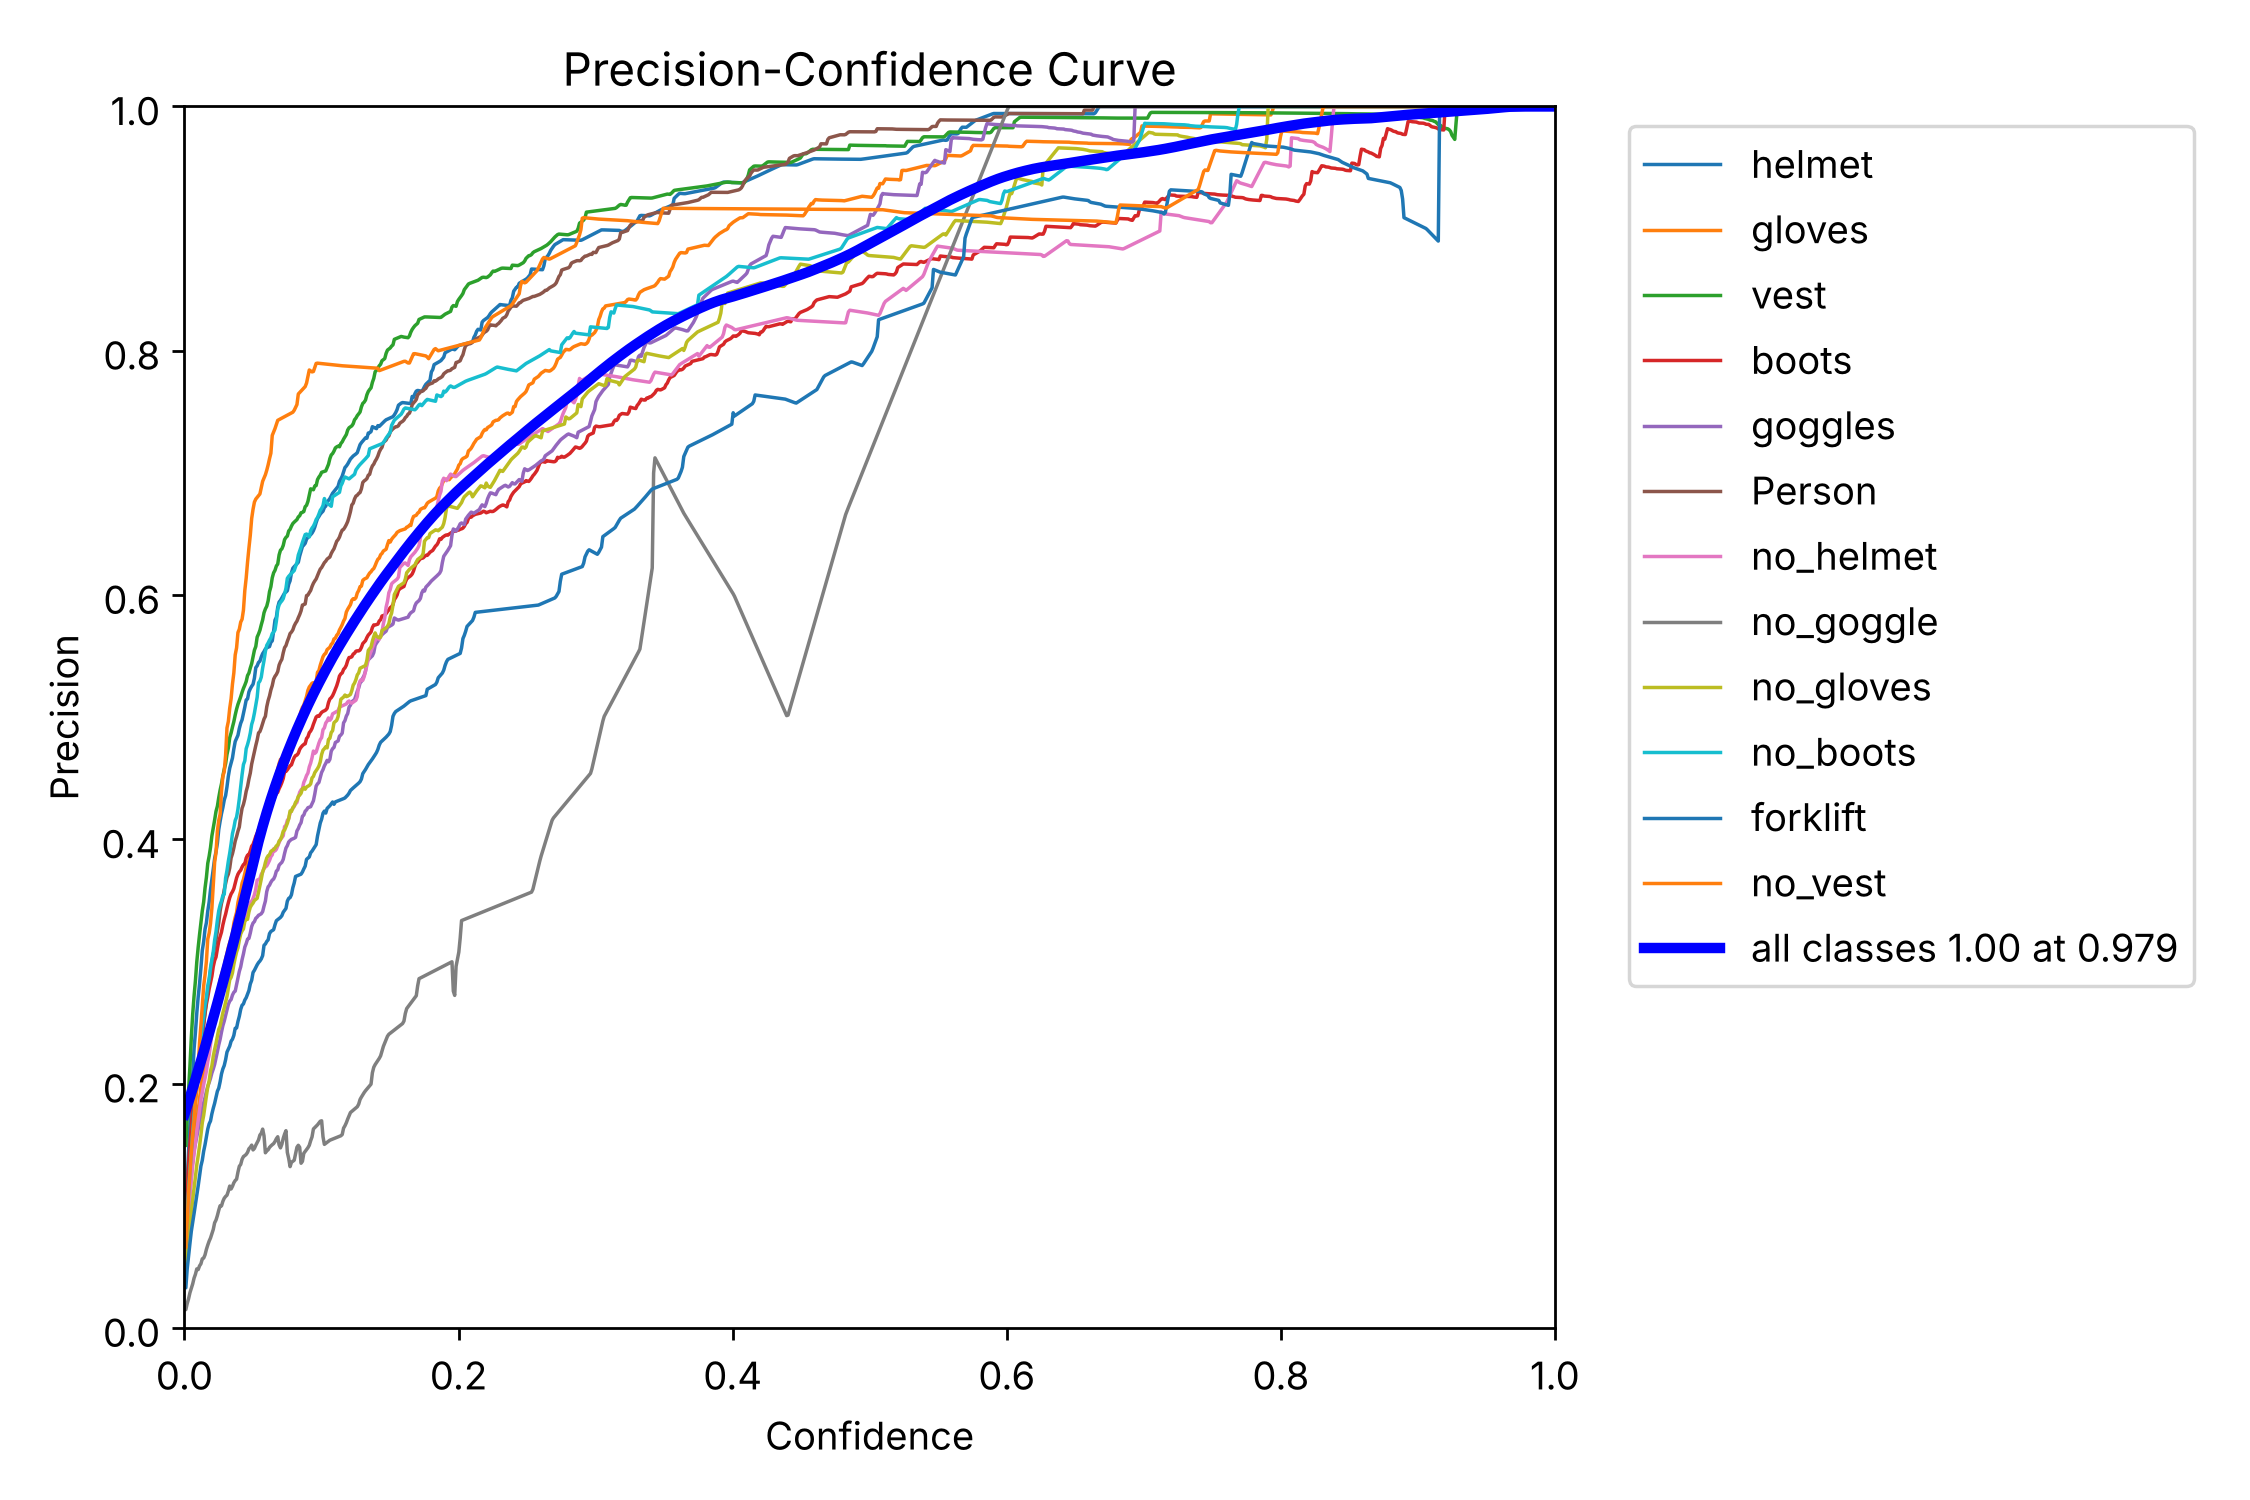 Precision-Confidence Curve
1.0
0.8
0.6
0.4
0.2
0.0
Precision
0.0 0.2 0.4 0.6 0.8 1.0
Confidence
helmet
gloves
vest
boots
goggles
Person
no_helmet
no_goggle
no_gloves
no_boots
forklift
no_vest
all classes 1.00 at 0.979